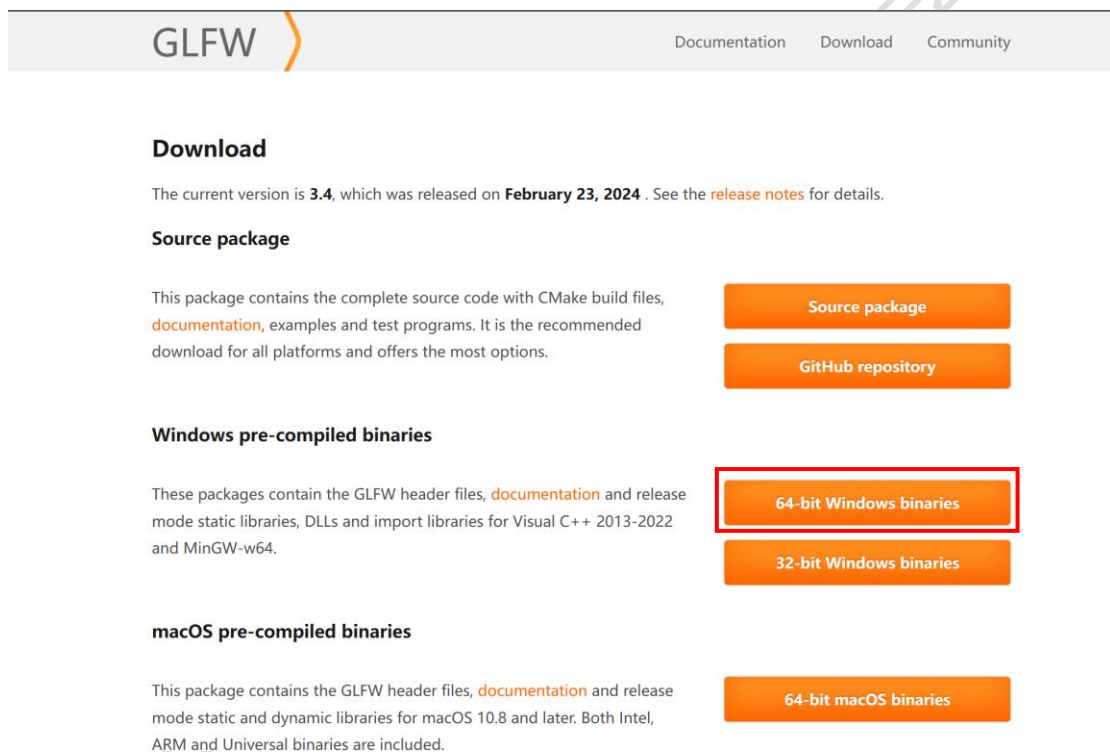 GLFW
Documentation Download Community
Download
The current version is 3.4, which was released on February 23, 2024 . See the release notes for details.
Source package
This package contains the complete source code with CMake build files,
documentation, examples and test programs. It is the recommended
download for all platforms and offers the most options.
Source package
GitHub repository
Windows pre-compiled binaries
These packages contain the GLFW header files, documentation and release
mode static libraries, DLLs and import libraries for Visual C++ 2013-2022
and MinGW-w64.
64-bit Windows binaries
32-bit Windows binaries
macOS pre-compiled binaries
This package contains the GLFW header files, documentation and release
mode static and dynamic libraries for macOS 10.8 and later. Both Intel,
ARM and Universal binaries are included.
64-bit macOS binaries